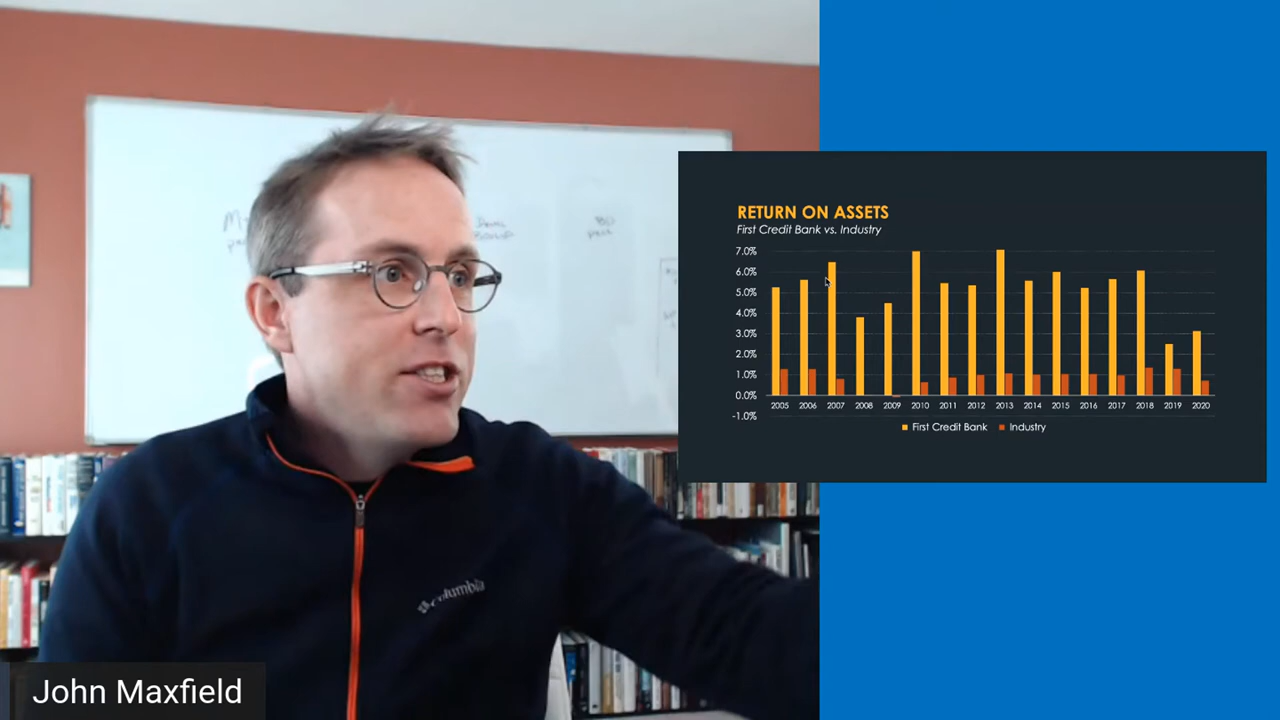 RETURN ON ASSETS
First Credit Bank vs. Industry
7.0%
6.0%
5.0%
4.0%
3.0%
2.0%
1.0%
0.0%
-1.0%
2005 2006 2007 2008 2009 2010 2011 2012 2013 2014 2015 2016 2017 2018 2019 2020
First Credit Bank Industry
Columbia
John Maxfield